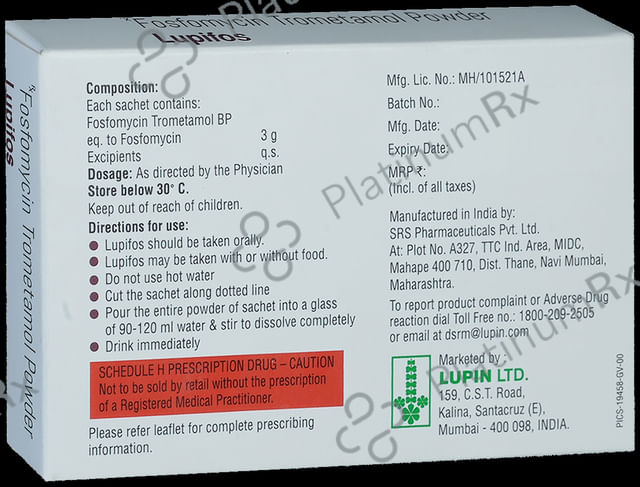 ℞Fosfomycin Trometamol Powder
Lupifos
℞Fosfomycin Trometamol Powder
Lupifos
Composition:
Each sachet contains:
Fosfomycin Trometamol BP
eq. to Fosfomycin 3 g
Excipients q.s.
Dosage: As directed by the Physician
Store below 30° C.
Keep out of reach of children.
Directions for use:
● Lupifos should be taken orally.
● Lupifos may be taken with or without food.
● Do not use hot water
● Cut the sachet along dotted line
● Pour the entire powder of sachet into a glass
of 90-120 ml water & stir to dissolve completely
● Drink immediately
SCHEDULE H PRESCRIPTION DRUG – CAUTION
Not to be sold by retail without the prescription
of a Registered Medical Practitioner.
Please refer leaflet for complete prescribing
information.
Mfg. Lic. No.: MH/101521A
Batch No.:
Mfg. Date:
Expiry Date:
MRP ₹:
(Incl. of all taxes)
Manufactured in India by:
SRS Pharmaceuticals Pvt. Ltd.
At: Plot No. A327, TTC Ind. Area, MIDC,
Mahape 400 710, Dist. Thane, Navi Mumbai,
Maharastra.
To report product complaint or Adverse Drug
reaction dial Toll Free no.: 1800-209-2505
or email at dsrm@lupin.com
Marketed by:
LUPIN LTD.
159, C.S.T. Road,
Kalina, Santacruz (E),
Mumbai - 400 098, INDIA.
PICS-19458-GV-00
PlatinumRx
PlatinumRx
Rx